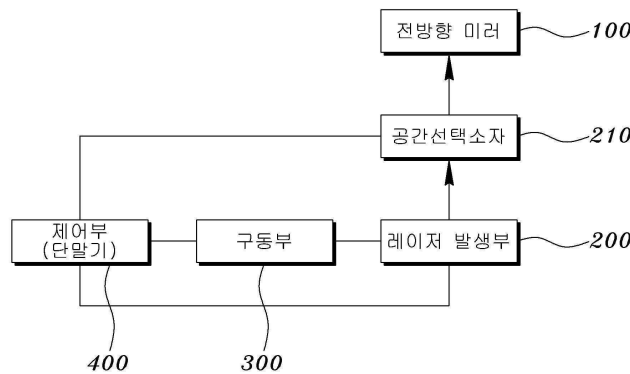 전방향 미러
100
공간선택소자
210
제어부
(단말기)
구동부
레이저 발생부
200
400
300